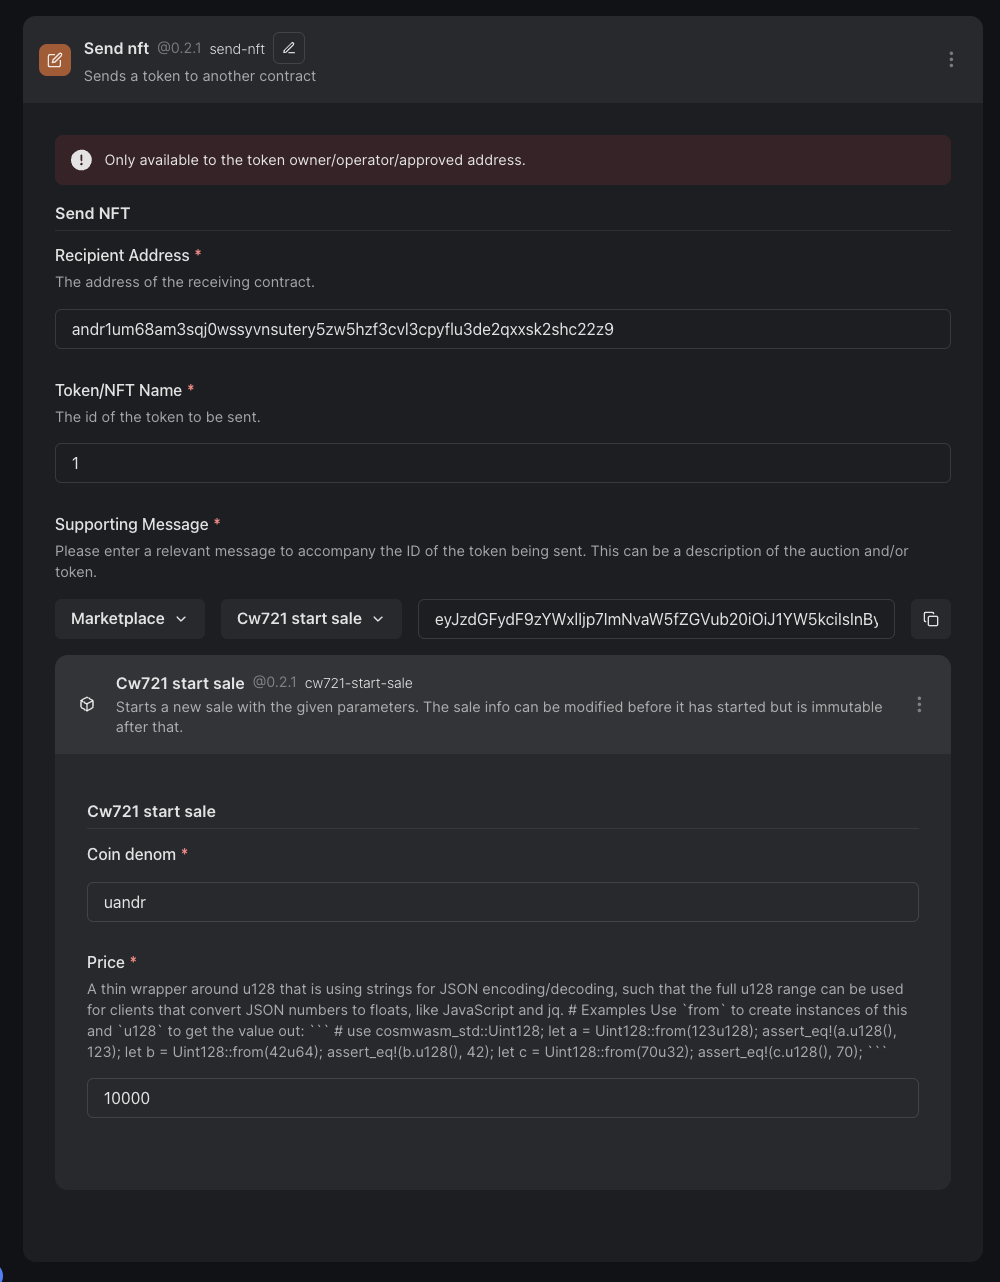 Send nft @0.2.1 send-nft
Sends a token to another contract
Only available to the token owner/operator/approved address.
Send NFT
Recipient Address *
The address of the receiving contract.
andr1um68am3sqj0wssyvnsutery5zw5hzf3cvl3cpyflu3de2qxxsk2shc22z9
Token/NFT Name *
The id of the token to be sent.
1
Supporting Message *
Please enter a relevant message to accompany the ID of the token being sent. This can be a description of the auction and/or
token.
Marketplace Cw721 start sale eyJzdGFydF9zYWxlIjp7ImNvaW5fZGVub20iOiJ1YW5kciIsInBy
Cw721 start sale @0.2.1 cw721-start-sale
Starts a new sale with the given parameters. The sale info can be modified before it has started but is immutable
after that.
Cw721 start sale
Coin denom *
uandr
Price *
A thin wrapper around u128 that is using strings for JSON encoding/decoding, such that the full u128 range can be used
for clients that convert JSON numbers to floats, like JavaScript and jq. # Examples Use `from` to create instances of this
and `u128` to get the value out: ``` # use cosmwasm_std::Uint128; let a = Uint128::from(123u128); assert_eq!(a.u128(),
123); let b = Uint128::from(42u64); assert_eq!(b.u128(), 42); let c = Uint128::from(70u32); assert_eq!(c.u128(), 70); ```
10000